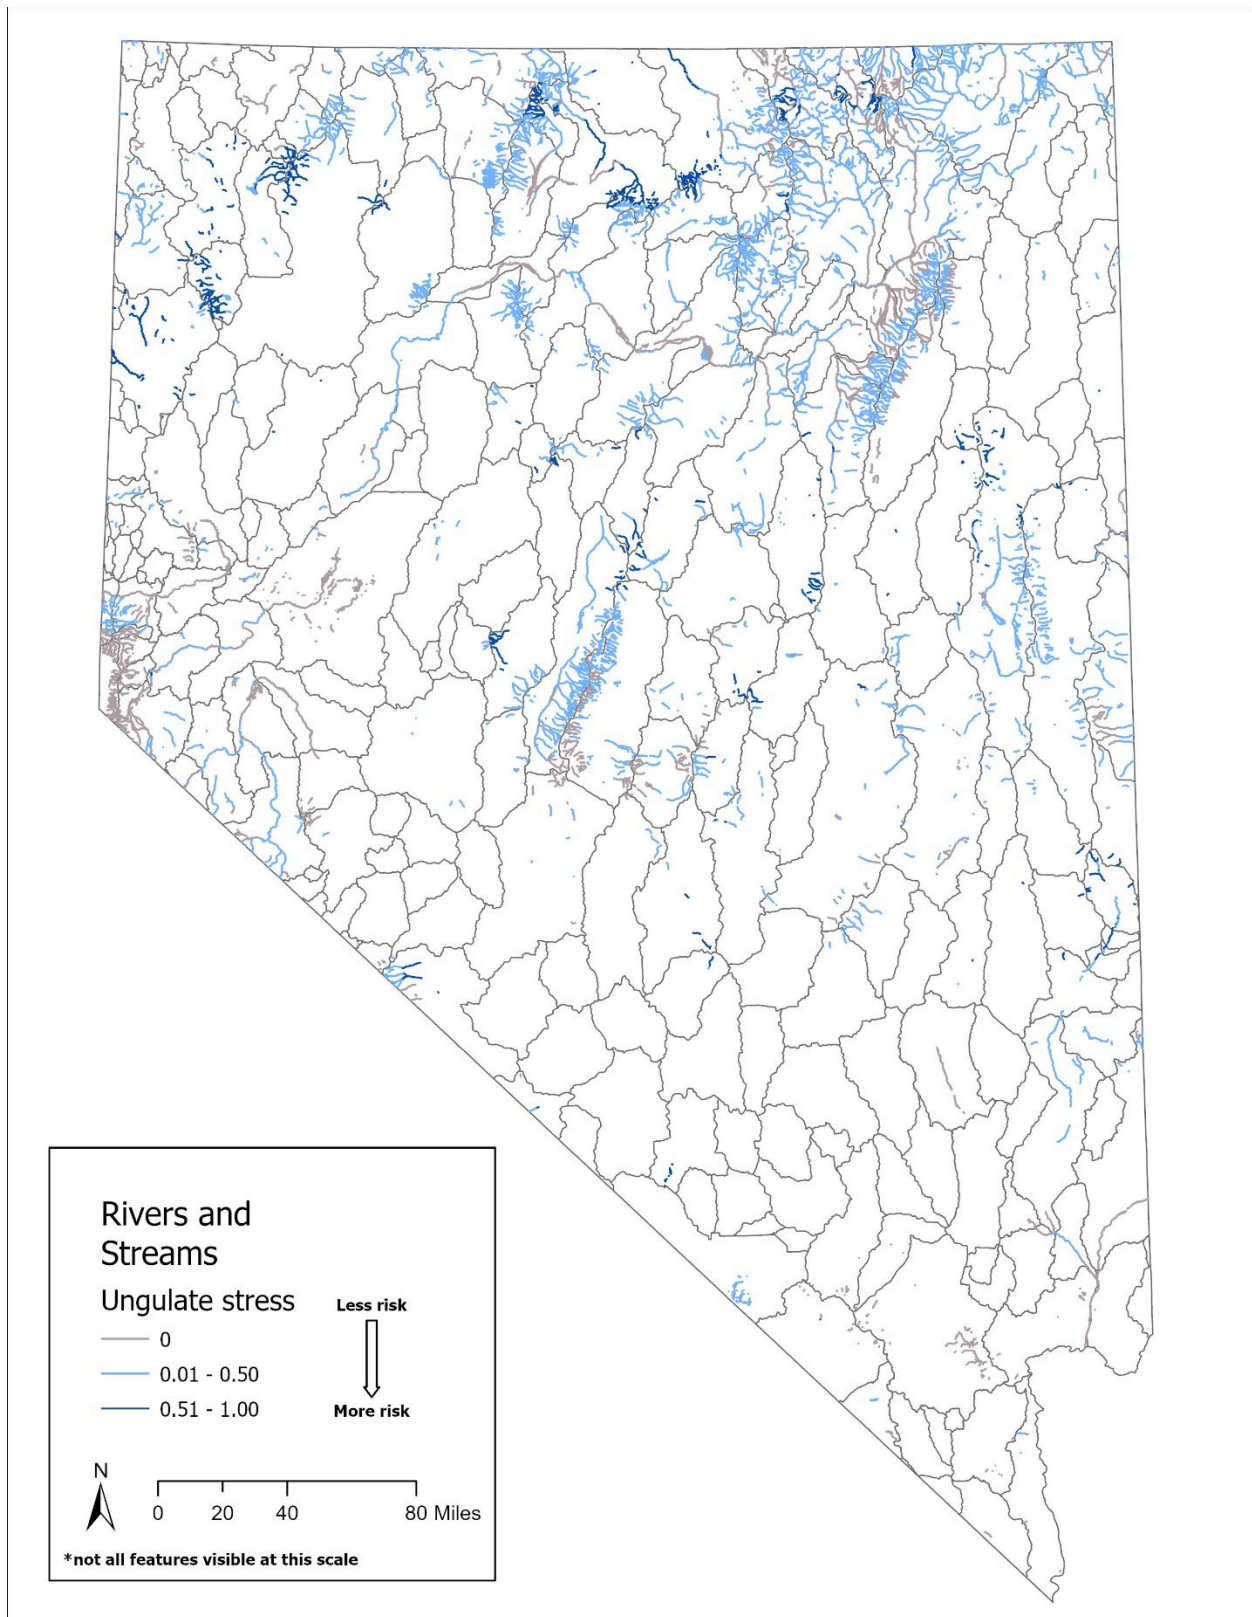 Rivers and
Streams
Ungulate stress
Less risk
0
0.01 - 0.50
0.51 - 1.00
More risk
N
0 20 40 80 Miles
*not all features visible at this scale